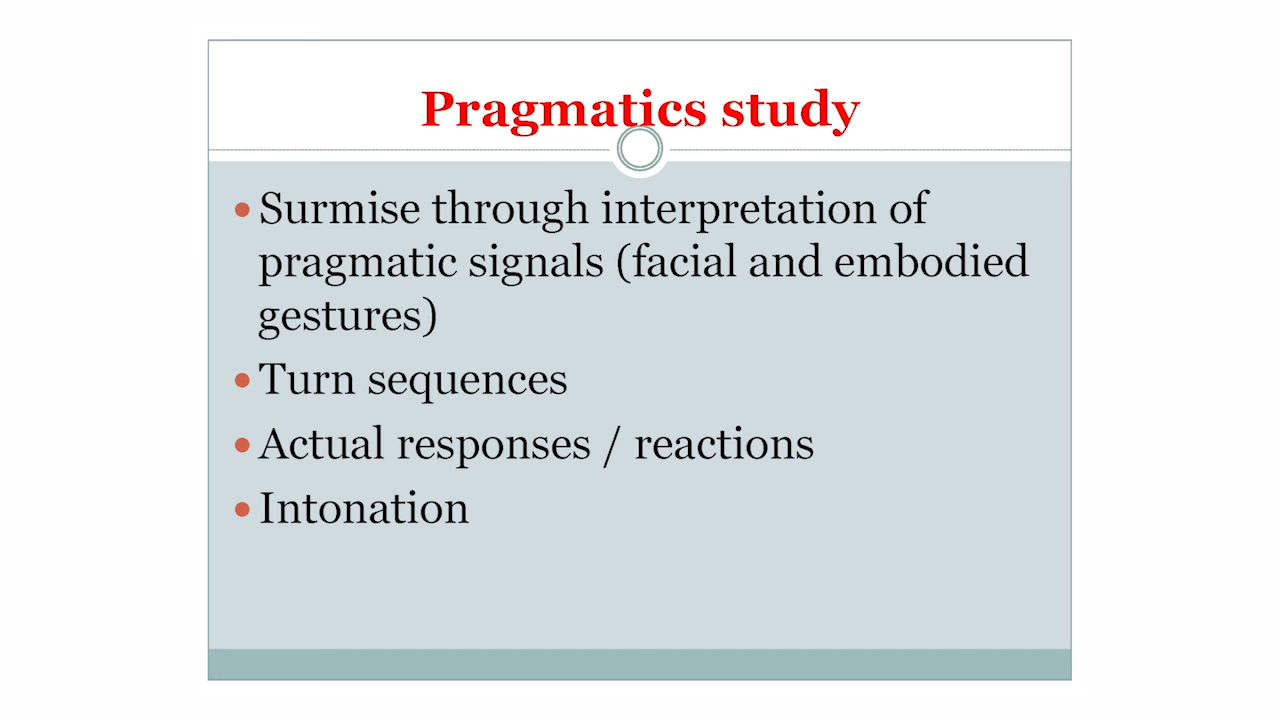 Pragmatics study
• Surmise through interpretation of
pragmatic signals (facial and embodied
gestures)
• Turn sequences
• Actual responses / reactions
• Intonation